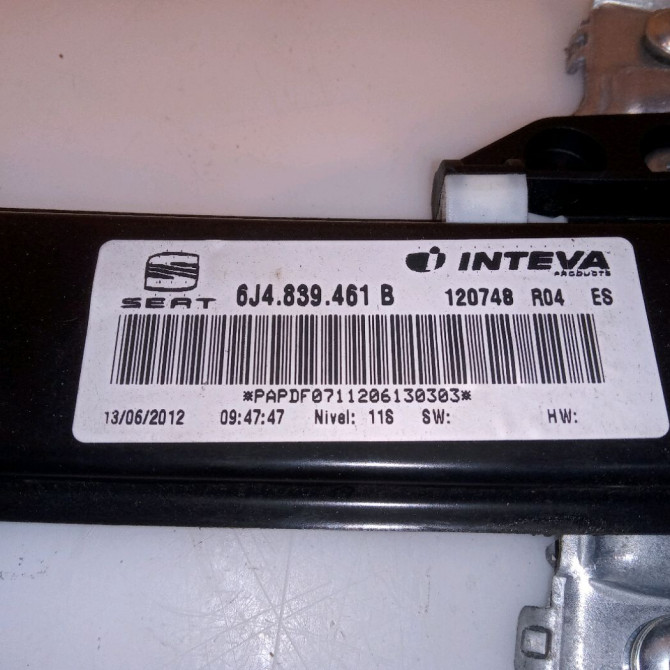 INTEVA
PRODUCTS
SEAT 6J4.839.461 B 120748 R04 ES
*PAPDF0711206130303*
13/06/2012 09:47:47 Nivel: 11S SW: HW: